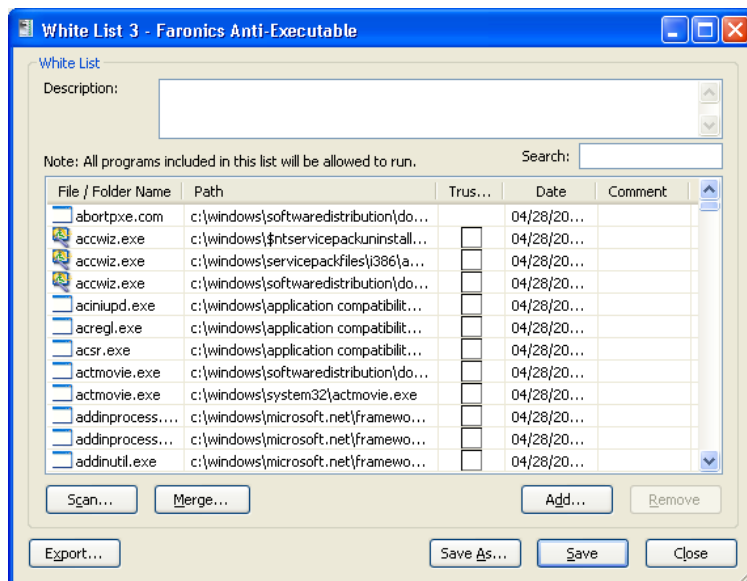 White List 3 - Faronics Anti-Executable
White List
Description:
Note: All programs included in this list will be allowed to run.
Search:
File / Folder Name Path Trus... Date Comment
abortpxe.com c:\windows\softwaredistribution\do... 04/28/20...
accwiz.exe c:\windows\$ntservicepackuninstall... 04/28/20...
accwiz.exe c:\windows\servicepackfiles\i386\a... 04/28/20...
accwiz.exe c:\windows\softwaredistribution\do... 04/28/20...
aciniupd.exe c:\windows\application compatibilit... 04/28/20...
acregl.exe c:\windows\application compatibilit... 04/28/20...
acsr.exe c:\windows\application compatibilit... 04/28/20...
actmovie.exe c:\windows\softwaredistribution\do... 04/28/20...
actmovie.exe c:\windows\system32\actmovie.exe 04/28/20...
addinprocess.... c:\windows\microsoft.net\framewo... 04/28/20...
addinprocess... c:\windows\microsoft.net\framewo... 04/28/20...
addinutil.exe c:\windows\microsoft.net\framewo... 04/28/20...
Scan... Merge... Add... Remove
Export... Save As... Save Close